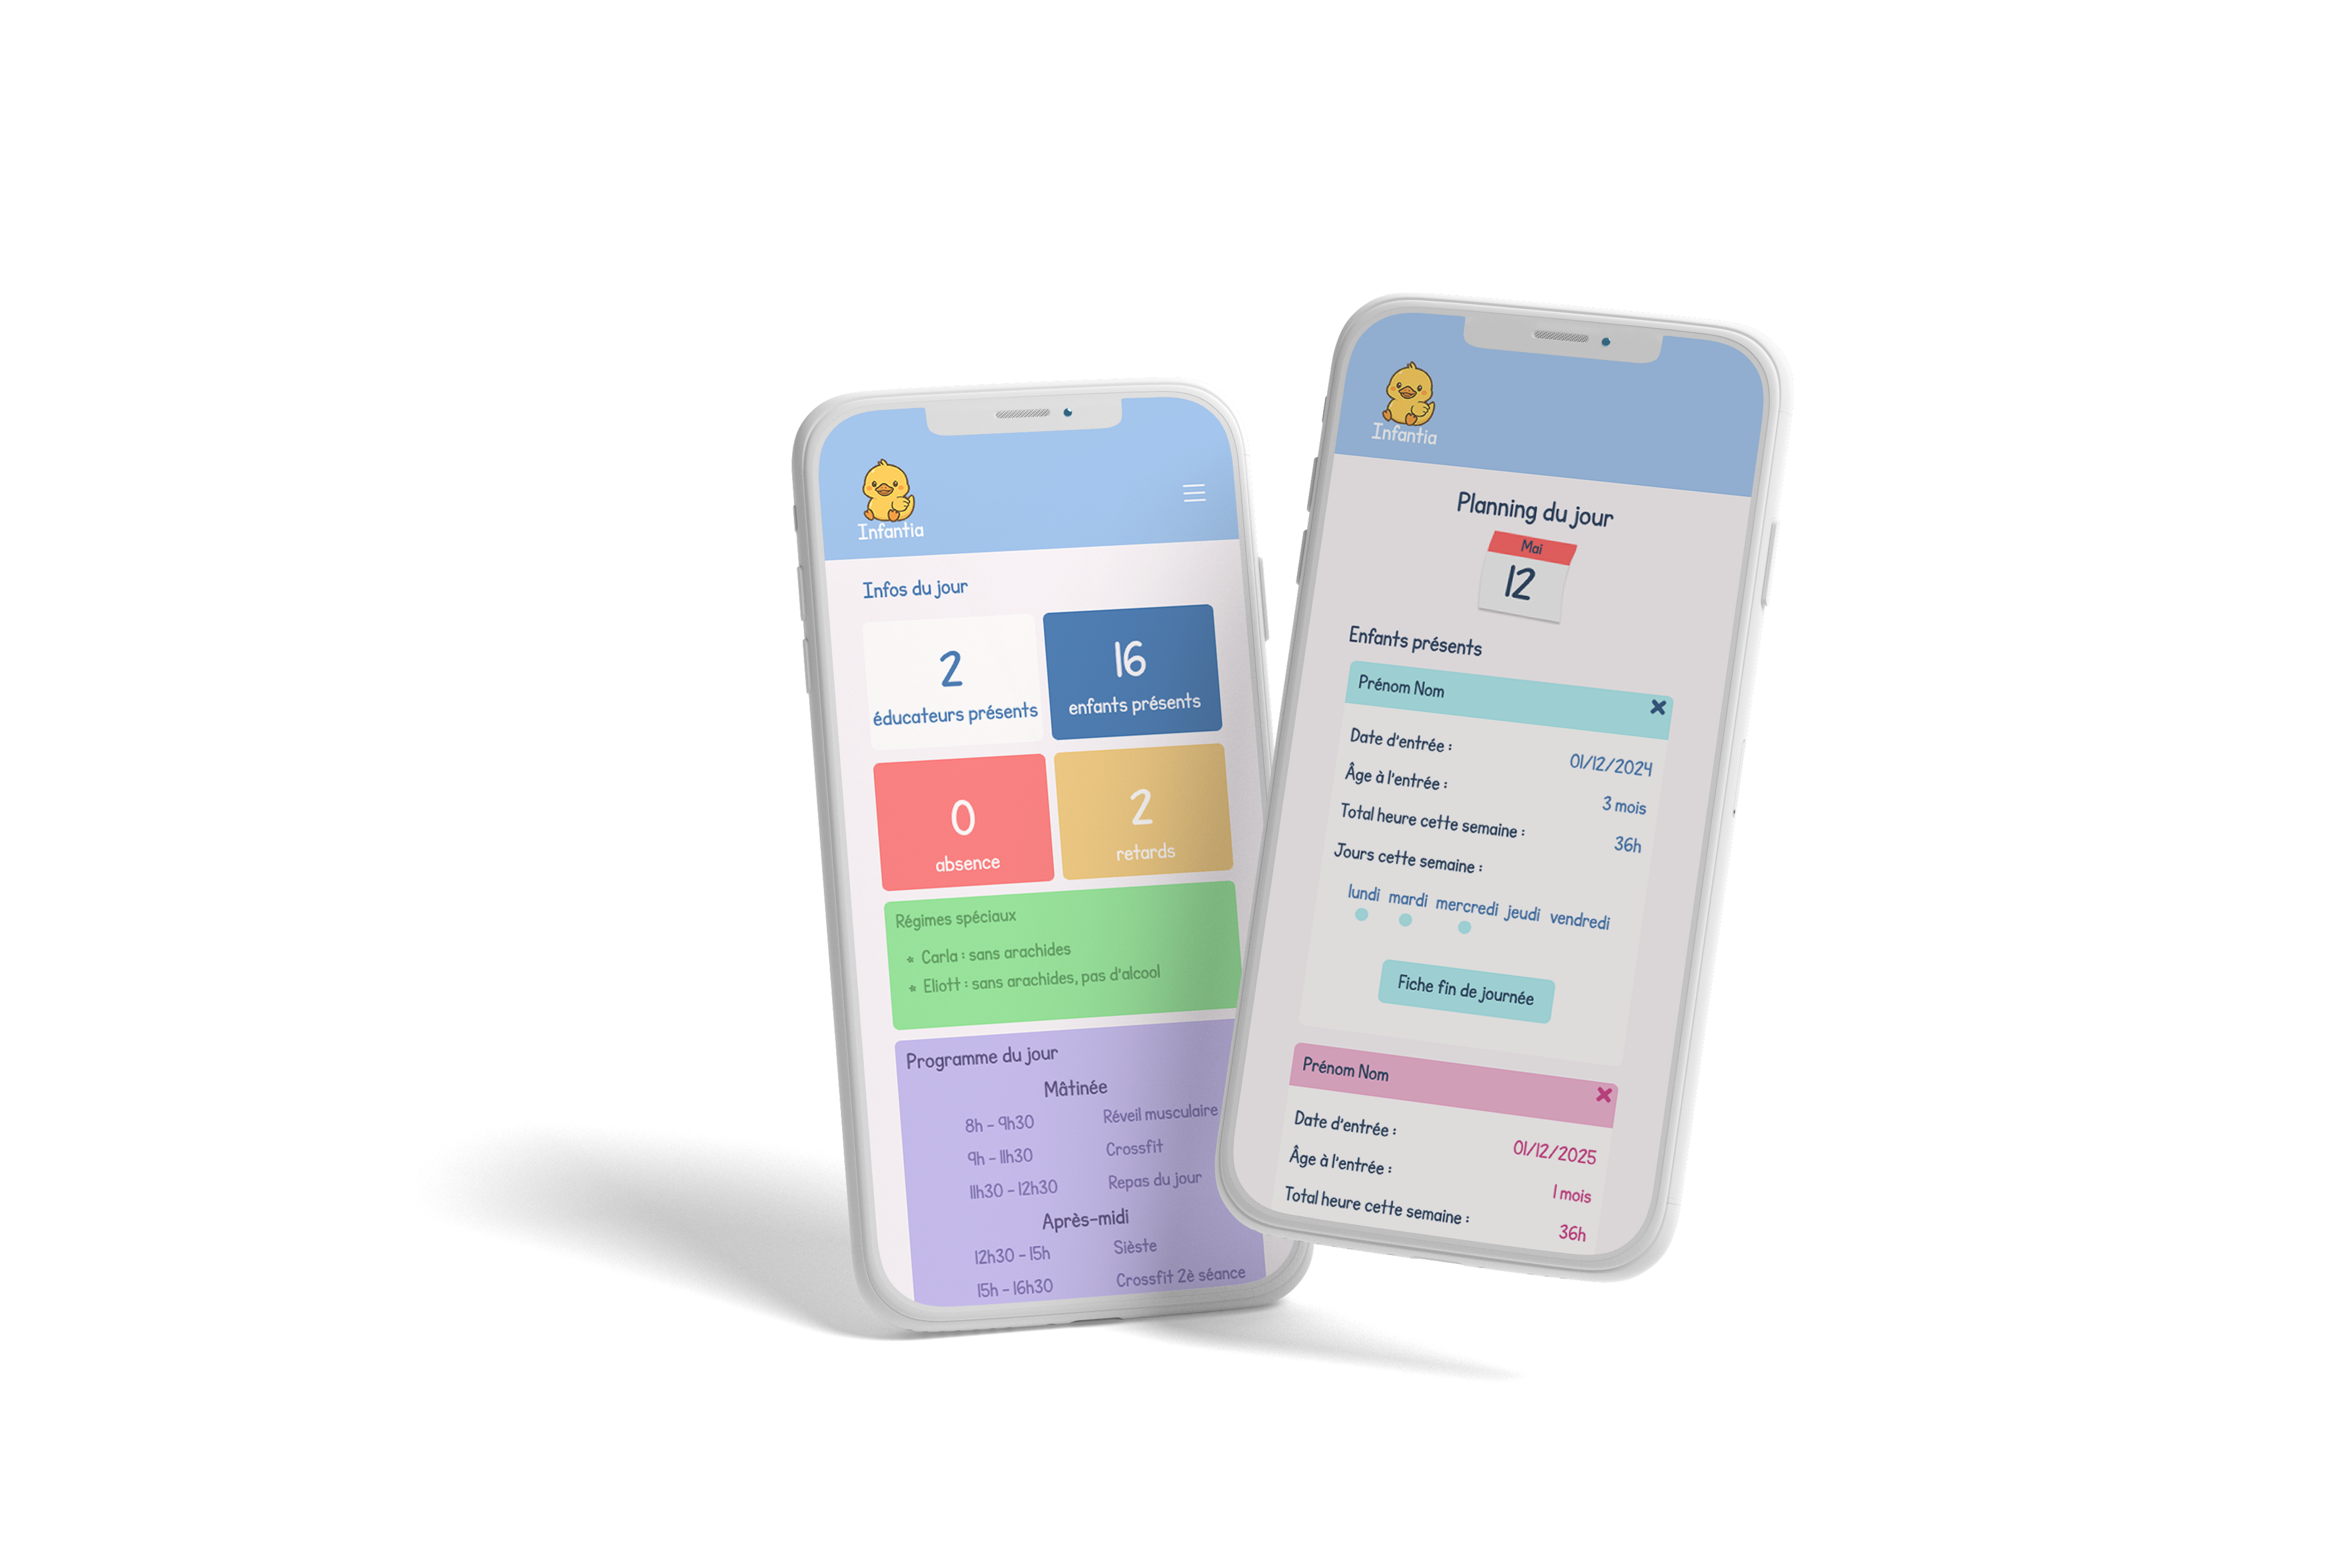 Infantia
Infos du jour
2
éducateurs présents
16
enfants présents
0
absence
2
retards
Régimes spéciaux
Carla : sans arachides
Eliott : sans arachides, pas d'alcool
Programme du jour
Mâtinée
8h - 9h30 Réveil musculaire
9h - 11h30 Crossfit
11h30 - 12h30 Repas du jour
Après-midi
12h30 - 15h Sièste
15h - 16h30 Crossfit 2è séance
Infantia
Planning du jour
Mai
12
Enfants présents
Prénom Nom
Date d'entrée : 01/12/2024
Âge à l'entrée : 3 mois
Total heure cette semaine : 36h
Jours cette semaine :
lundi mardi mercredi jeudi vendredi
Fiche fin de journée
Prénom Nom
Date d'entrée : 01/12/2025
Âge à l'entrée : 1 mois
Total heure cette semaine : 36h